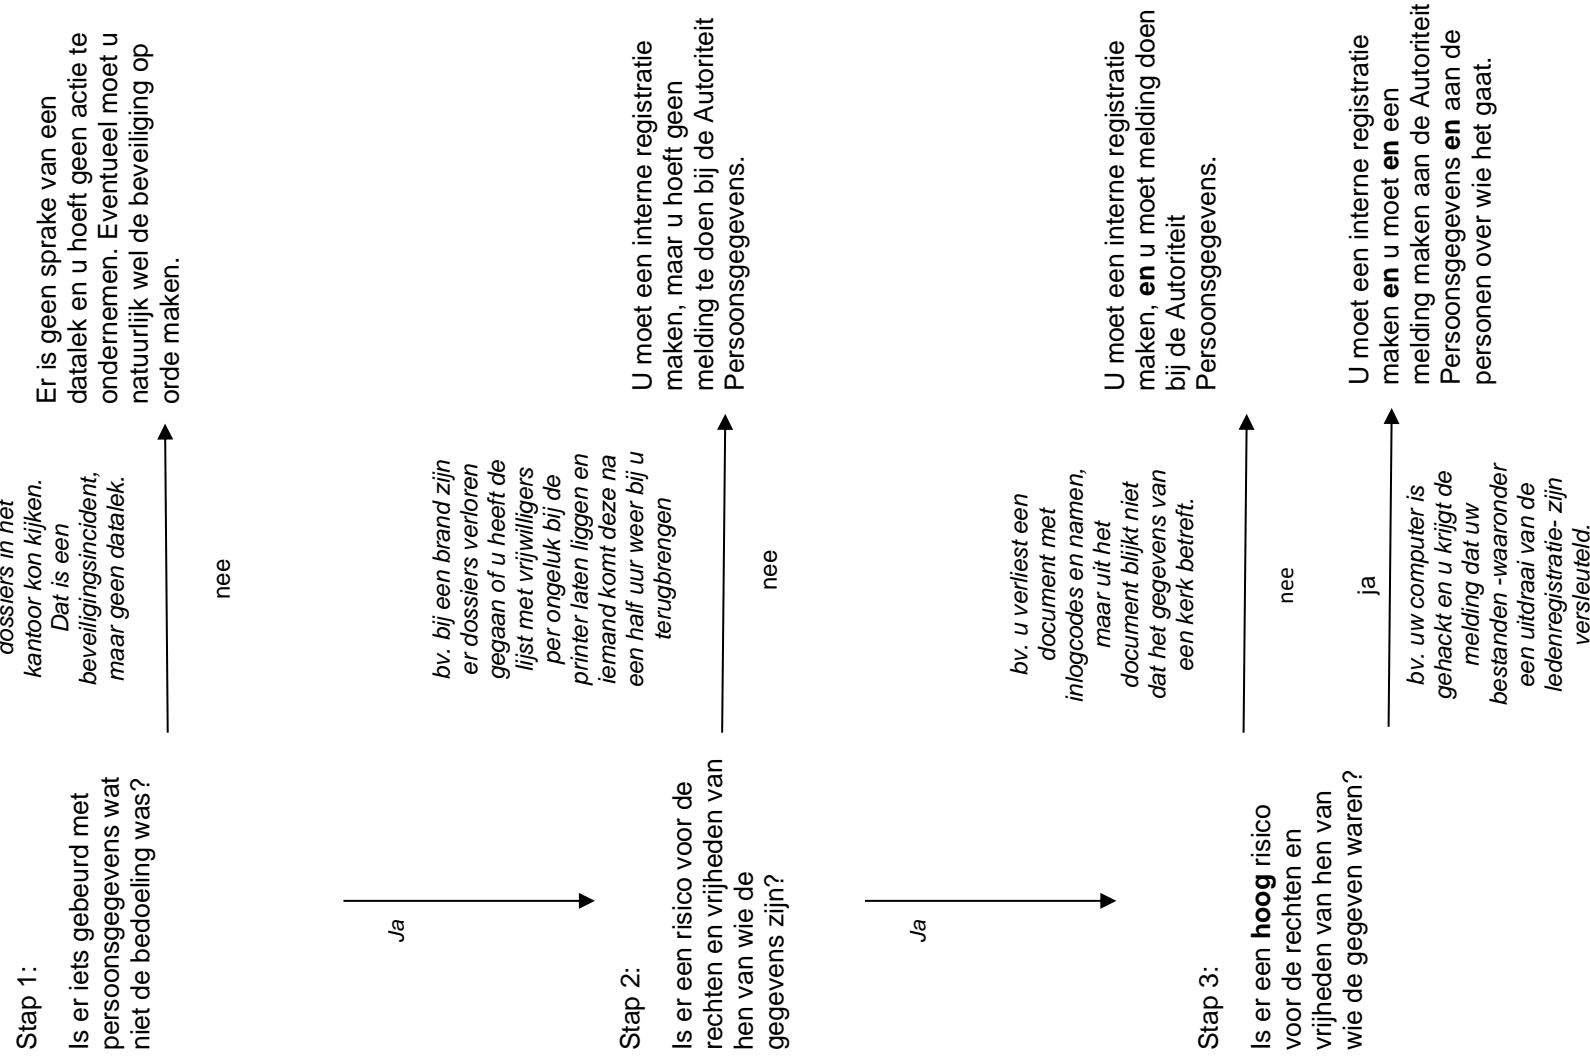 Stap 1:
Is er iets gebeurd met
persoonsgegevens wat
niet de bedoeling was?
dossiers in het
kantoor kon kijken.
Dat is een
beveiligingsincident,
maar geen datalek.
nee
Er is geen sprake van een
datalek en u hoeft geen actie te
ondernemen. Eventueel moet u
natuurlijk wel de beveiliging op
orde maken.
Ja
Stap 2:
Is er een risico voor de
rechten en vrijheden van
hen van wie de
gegevens zijn?
bv. bij een brand zijn
er dossiers verloren
gegaan of u heeft de
lijst met vrijwilligers
per ongeluk bij de
printer laten liggen en
iemand komt deze na
een half uur weer bij u
terugbrengen
nee
U moet een interne registratie
maken, maar u hoeft geen
melding te doen bij de Autoriteit
Persoonsgegevens.
Ja
Stap 3:
Is er een hoog risico
voor de rechten en
vrijheden van hen van
wie de gegeven waren?
bv. u verliest een
document met
inlogcodes en namen,
maar uit het
document blijkt niet
dat het gegevens van
een kerk betreft.
nee
U moet een interne registratie
maken, en u moet melding doen
bij de Autoriteit
Persoonsgegevens.
ja
bv. uw computer is
gehackt en u krijgt de
melding dat uw
bestanden -waaronder
een uitdraai van de
ledenregistratie- zijn
versleuteld.
U moet een interne registratie
maken en u moet en een
melding maken aan de Autoriteit
Persoonsgegevens en aan de
personen over wie het gaat.